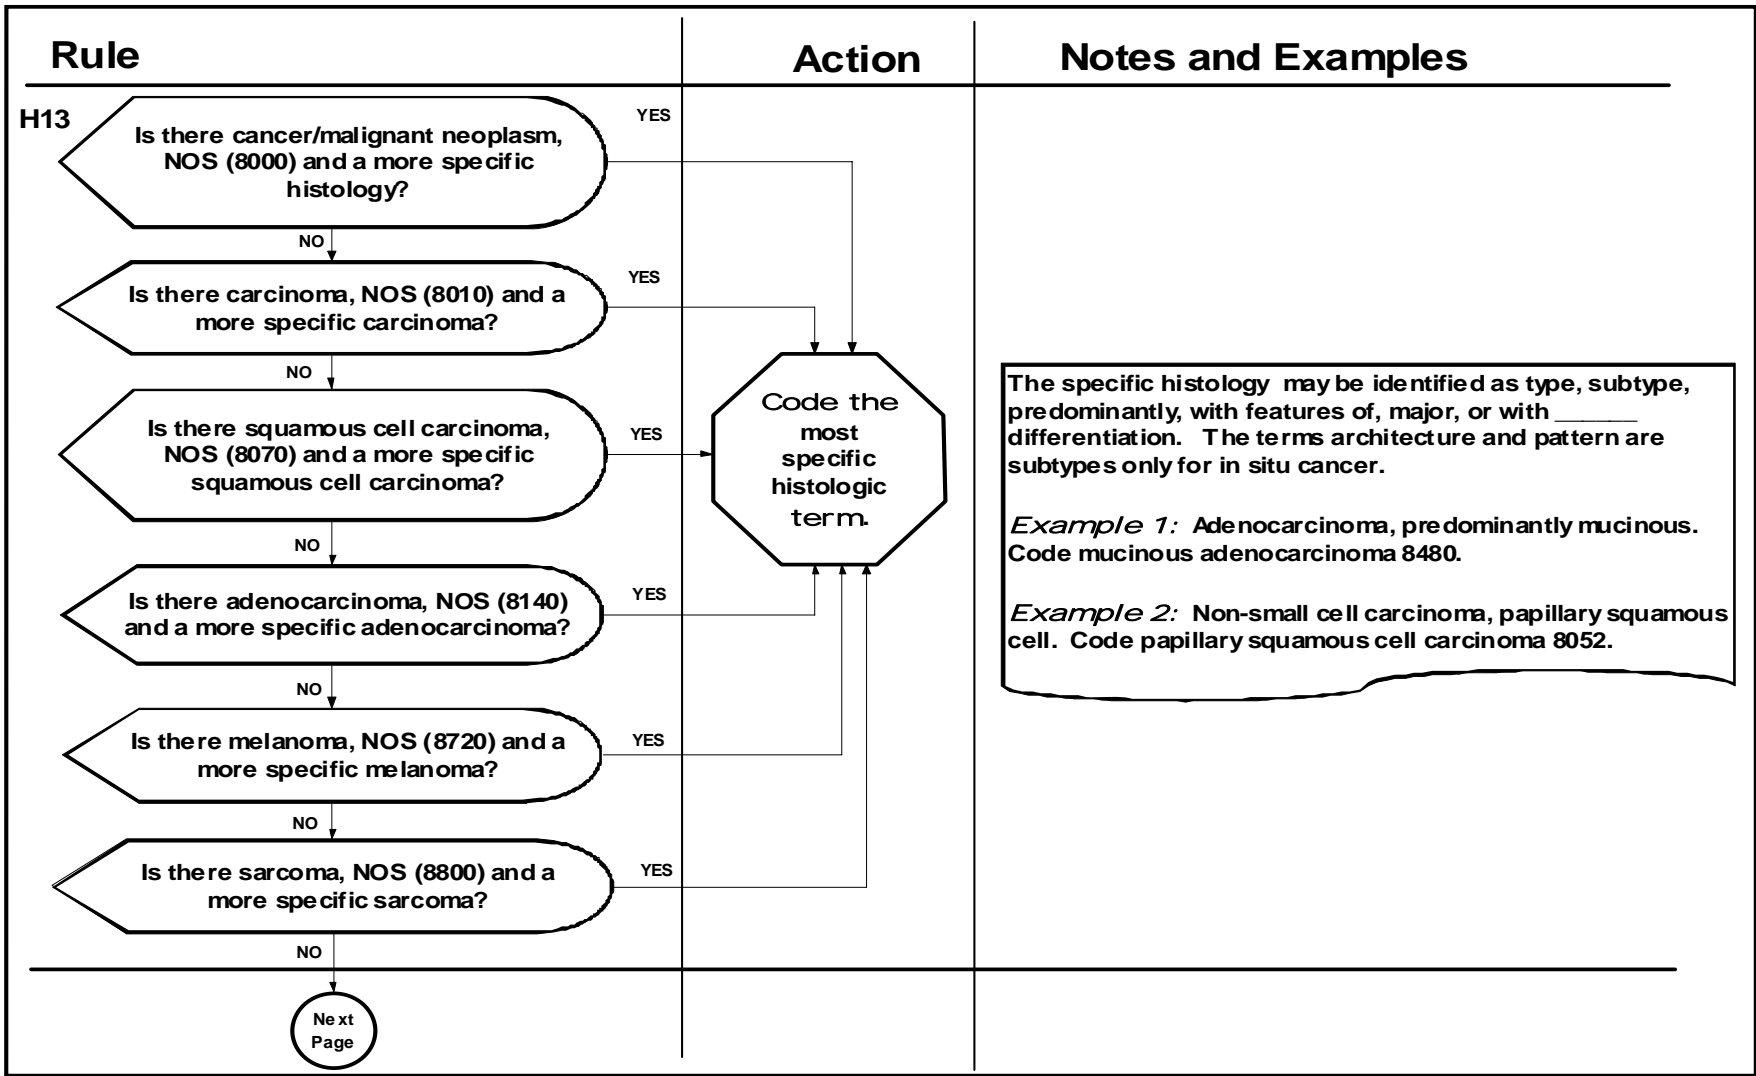 Rule
Action
Notes and Examples
H13
Is there cancer/malignant neoplasm,
NOS (8000) and a more specific
histology?
YES
NO
Is there carcinoma, NOS (8010) and a
more specific carcinoma?
YES
NO
Is there squamous cell carcinoma,
NOS (8070) and a more specific
squamous cell carcinoma?
YES
NO
Is there adenocarcinoma, NOS (8140)
and a more specific adenocarcinoma?
YES
NO
Is there melanoma, NOS (8720) and a
more specific melanoma?
YES
NO
Is there sarcoma, NOS (8800) and a
more specific sarcoma?
YES
NO
Next
Page
Code the
most
specific
histologic
term.
The specific histology may be identified as type, subtype,
predominantly, with features of, major, or with ______
differentiation. The terms architecture and pattern are
subtypes only for in situ cancer.
Example 1: Adenocarcinoma, predominantly mucinous.
Code mucinous adenocarcinoma 8480.
Example 2: Non-small cell carcinoma, papillary squamous
cell. Code papillary squamous cell carcinoma 8052.